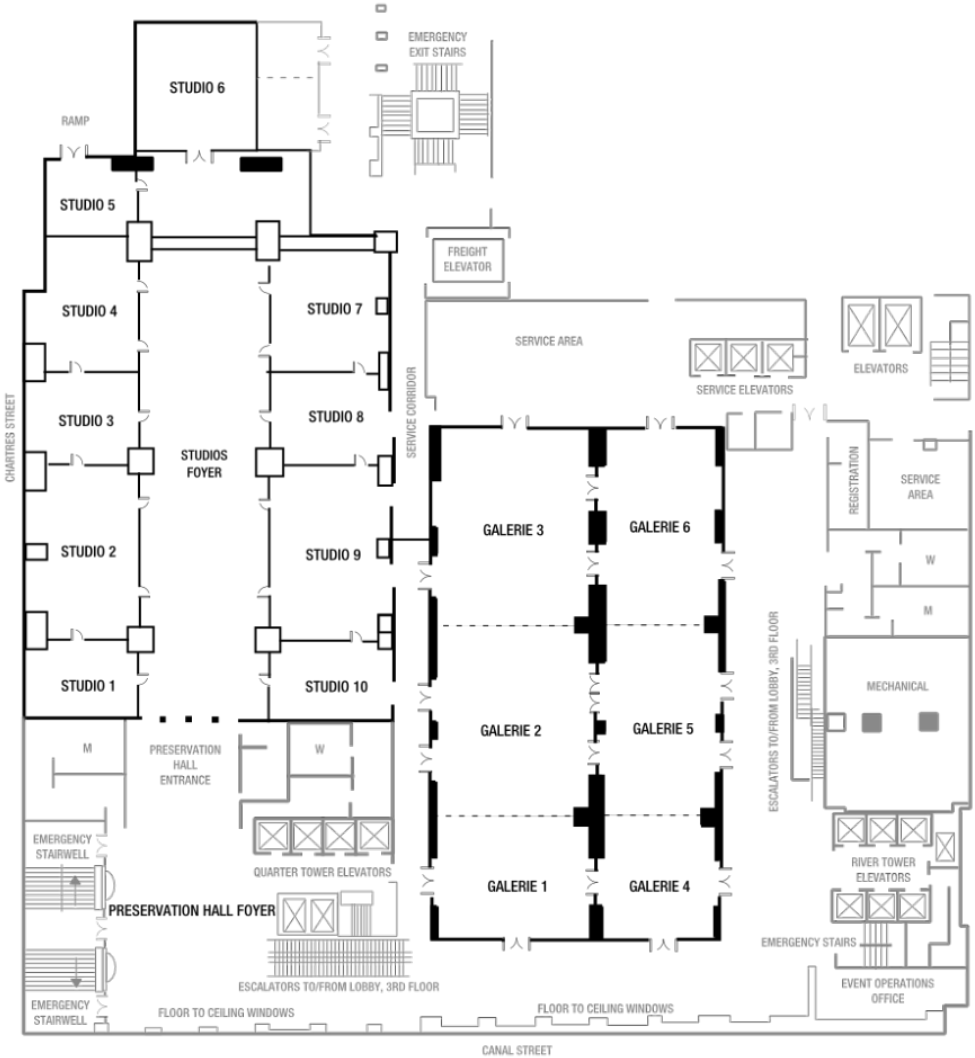 EMERGENCY
EXIT STAIRS
STUDIO 6
RAMP
STUDIO 5
FREIGHT
ELEVATOR
STUDIO 4
STUDIO 7
SERVICE AREA
SERVICE ELEVATORS
ELEVATORS
CHARTRES STREET
STUDIO 3
STUDIO 8
SERVICE CORRIDOR
STUDIOS
FOYER
REGISTRATION
SERVICE
AREA
STUDIO 2
STUDIO 9
GALERIE 3
GALERIE 6
W
M
STUDIO 1
STUDIO 10
GALERIE 2
GALERIE 5
ESCALATORS TO/FROM LOBBY, 3RD FLOOR
MECHANICAL
M
PRESERVATION
HALL
ENTRANCE
W
EMERGENCY
STAIRWELL
QUARTER TOWER ELEVATORS
RIVER TOWER
ELEVATORS
GALERIE 1
GALERIE 4
PRESERVATION HALL FOYER
EMERGENCY STAIRS
ESCALATORS TO/FROM LOBBY, 3RD FLOOR
EVENT OPERATIONS
OFFICE
EMERGENCY
STAIRWELL
FLOOR TO CEILING WINDOWS
FLOOR TO CEILING WINDOWS
CANAL STREET